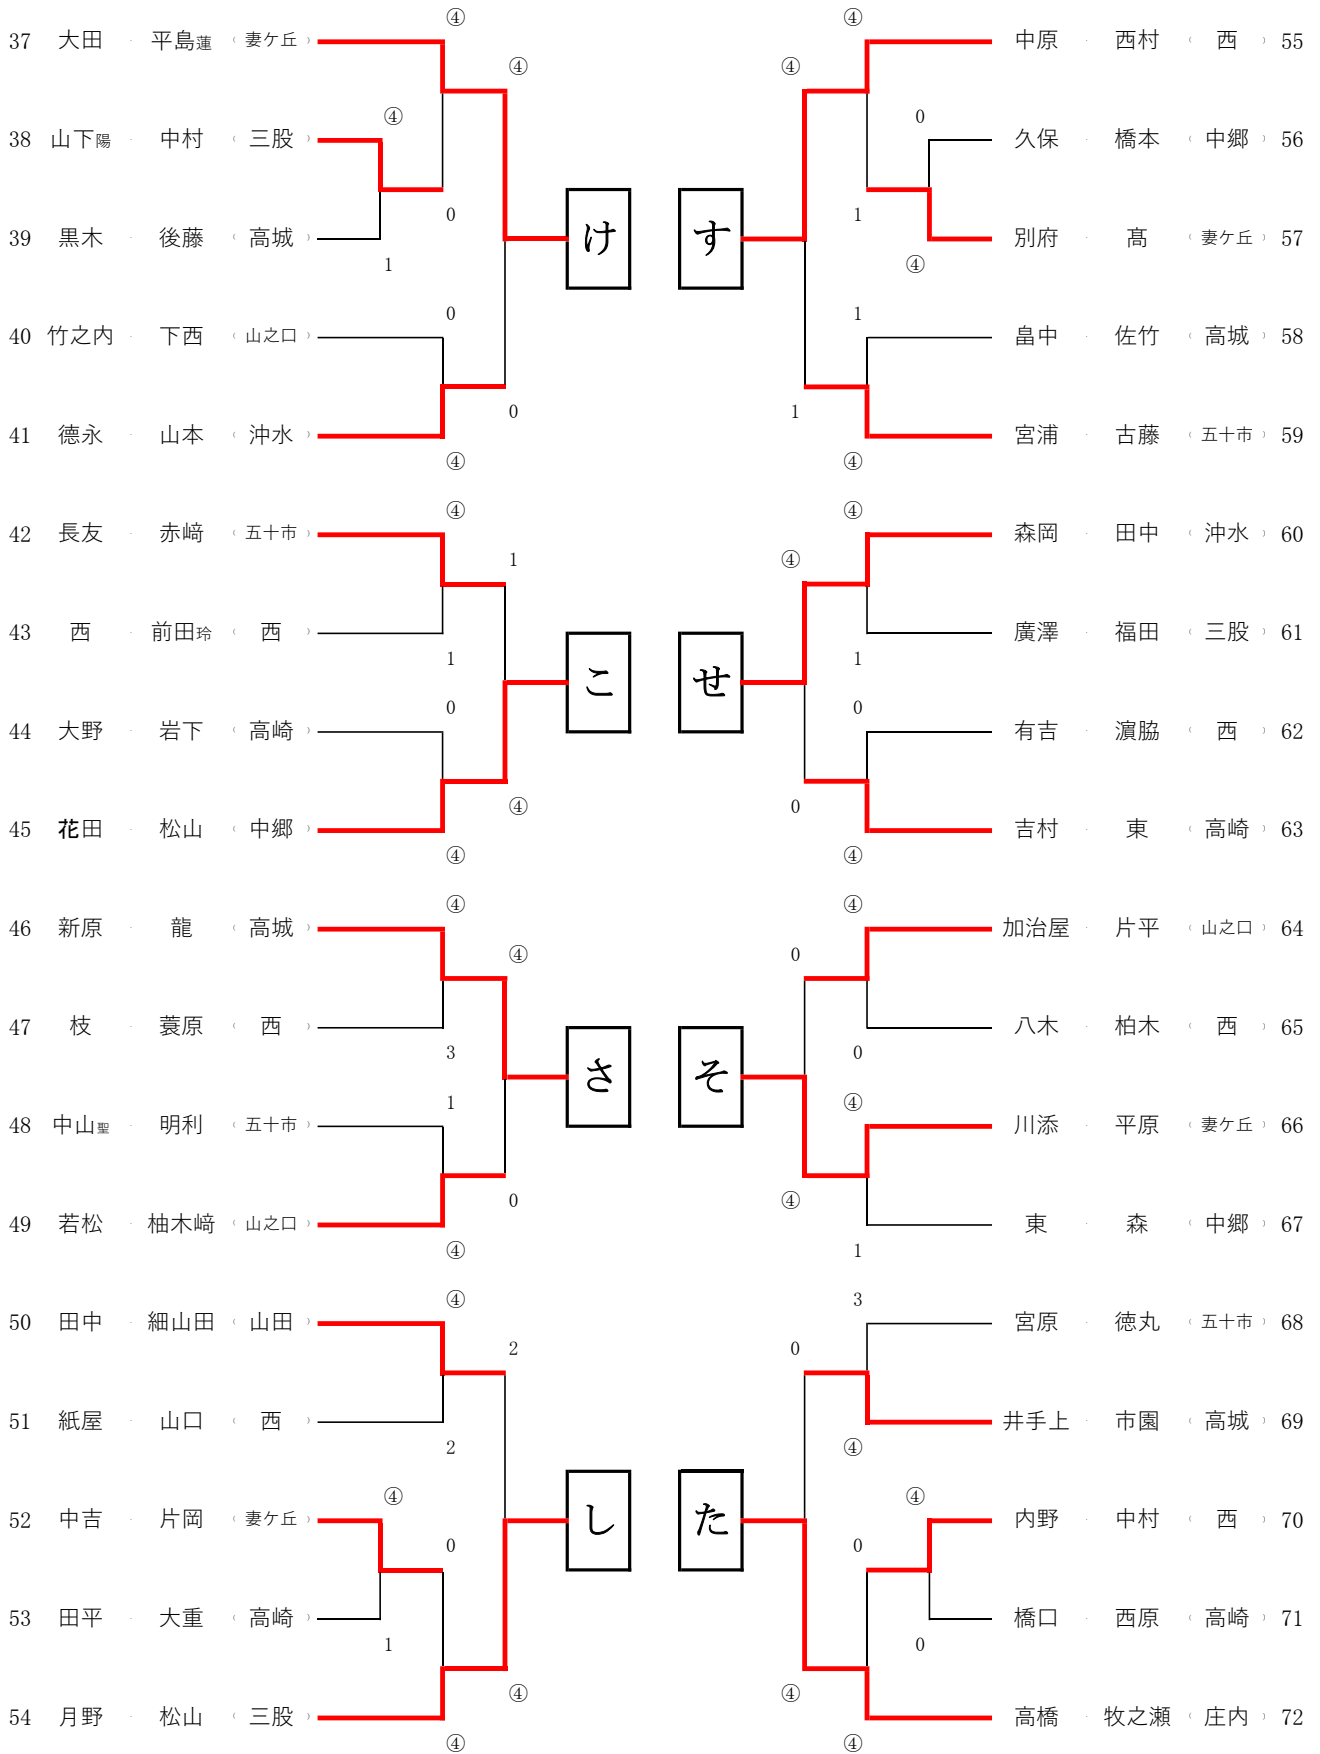 ④
37 大田 ・ 平島蓮 （ 妻ケ丘 ）
④
④
38 山下陽 ・ 中村 （ 三股 ）
0
39 黒木 ・ 後藤 （ 高城 ）
1
け
0
40 竹之内 ・ 下西 （ 山之口 ）
0
41 德永 ・ 山本 （ 沖水 ）
④
④
42 長友 ・ 赤﨑 （ 五十市 ）
1
43 西 ・ 前田玲 （ 西 ）
1
こ
0
44 大野 ・ 岩下 （ 高崎 ）
④
45 花田 ・ 松山 （ 中郷 ）
④
④
46 新原 ・ 龍 （ 高城 ）
④
47 枝 ・ 蓑原 （ 西 ）
3
さ
1
48 中山聖 ・ 明利 （ 五十市 ）
0
49 若松 ・ 柚木﨑 （ 山之口 ）
④
④
50 田中 ・ 細山田 （ 山田 ）
2
51 紙屋 ・ 山口 （ 西 ）
2
④
52 中吉 ・ 片岡 （ 妻ケ丘 ）
し
0
53 田平 ・ 大重 （ 高崎 ）
1
④
54 月野 ・ 松山 （ 三股 ）
④
④
中原 ・ 西村 （ 西 ） 55
④
0
久保 ・ 橋本 （ 中郷 ） 56
1
別府 ・ 髙 （ 妻ケ丘 ） 57
④
す
1
畠中 ・ 佐竹 （ 高城 ） 58
1
宮浦 ・ 古藤 （ 五十市 ） 59
④
④
森岡 ・ 田中 （ 沖水 ） 60
④
廣澤 ・ 福田 （ 三股 ） 61
1
せ
0
有吉 ・ 濵脇 （ 西 ） 62
0
吉村 ・ 東 （ 高崎 ） 63
④
④
加治屋 ・ 片平 （ 山之口 ） 64
0
八木 ・ 柏木 （ 西 ） 65
0
そ
④
川添 ・ 平原 （ 妻ケ丘 ） 66
④
東 ・ 森 （ 中郷 ） 67
1
3
宮原 ・ 徳丸 （ 五十市 ） 68
0
井手上 ・ 市園 （ 高城 ） 69
④
④
内野 ・ 中村 （ 西 ） 70
た
0
橋口 ・ 西原 （ 高崎 ） 71
0
④
高橋 ・ 牧之瀬 （ 庄内 ） 72
④